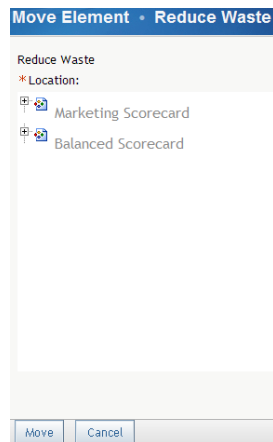 Move Element • Reduce Waste
Reduce Waste
*Location:
Marketing Scorecard
Balanced Scorecard
Move Cancel